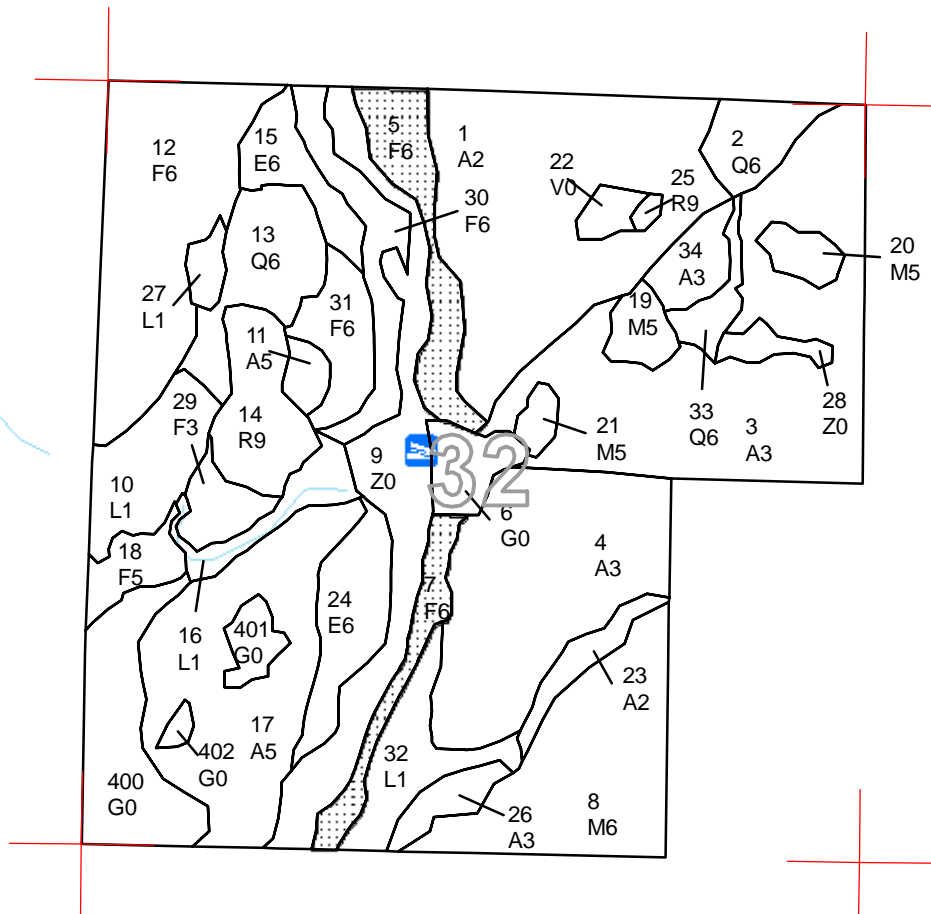 5
F6
1
A2
2
Q6
15
E6
12
F6
22
V0
25
R9
30
F6
13
Q6
34
A3
20
M5
27
L1
31
F6
19
M5
11
A5
29
F3
14
R9
33
Q6
3
A3
28
Z0
21
M5
9
Z0
32
10
L1
6
G0
18
F5
4
A3
7
F6
24
E6
16
L1
401
G0
23
A2
17
A5
402
G0
32
L1
400
G0
26
A3
8
M6